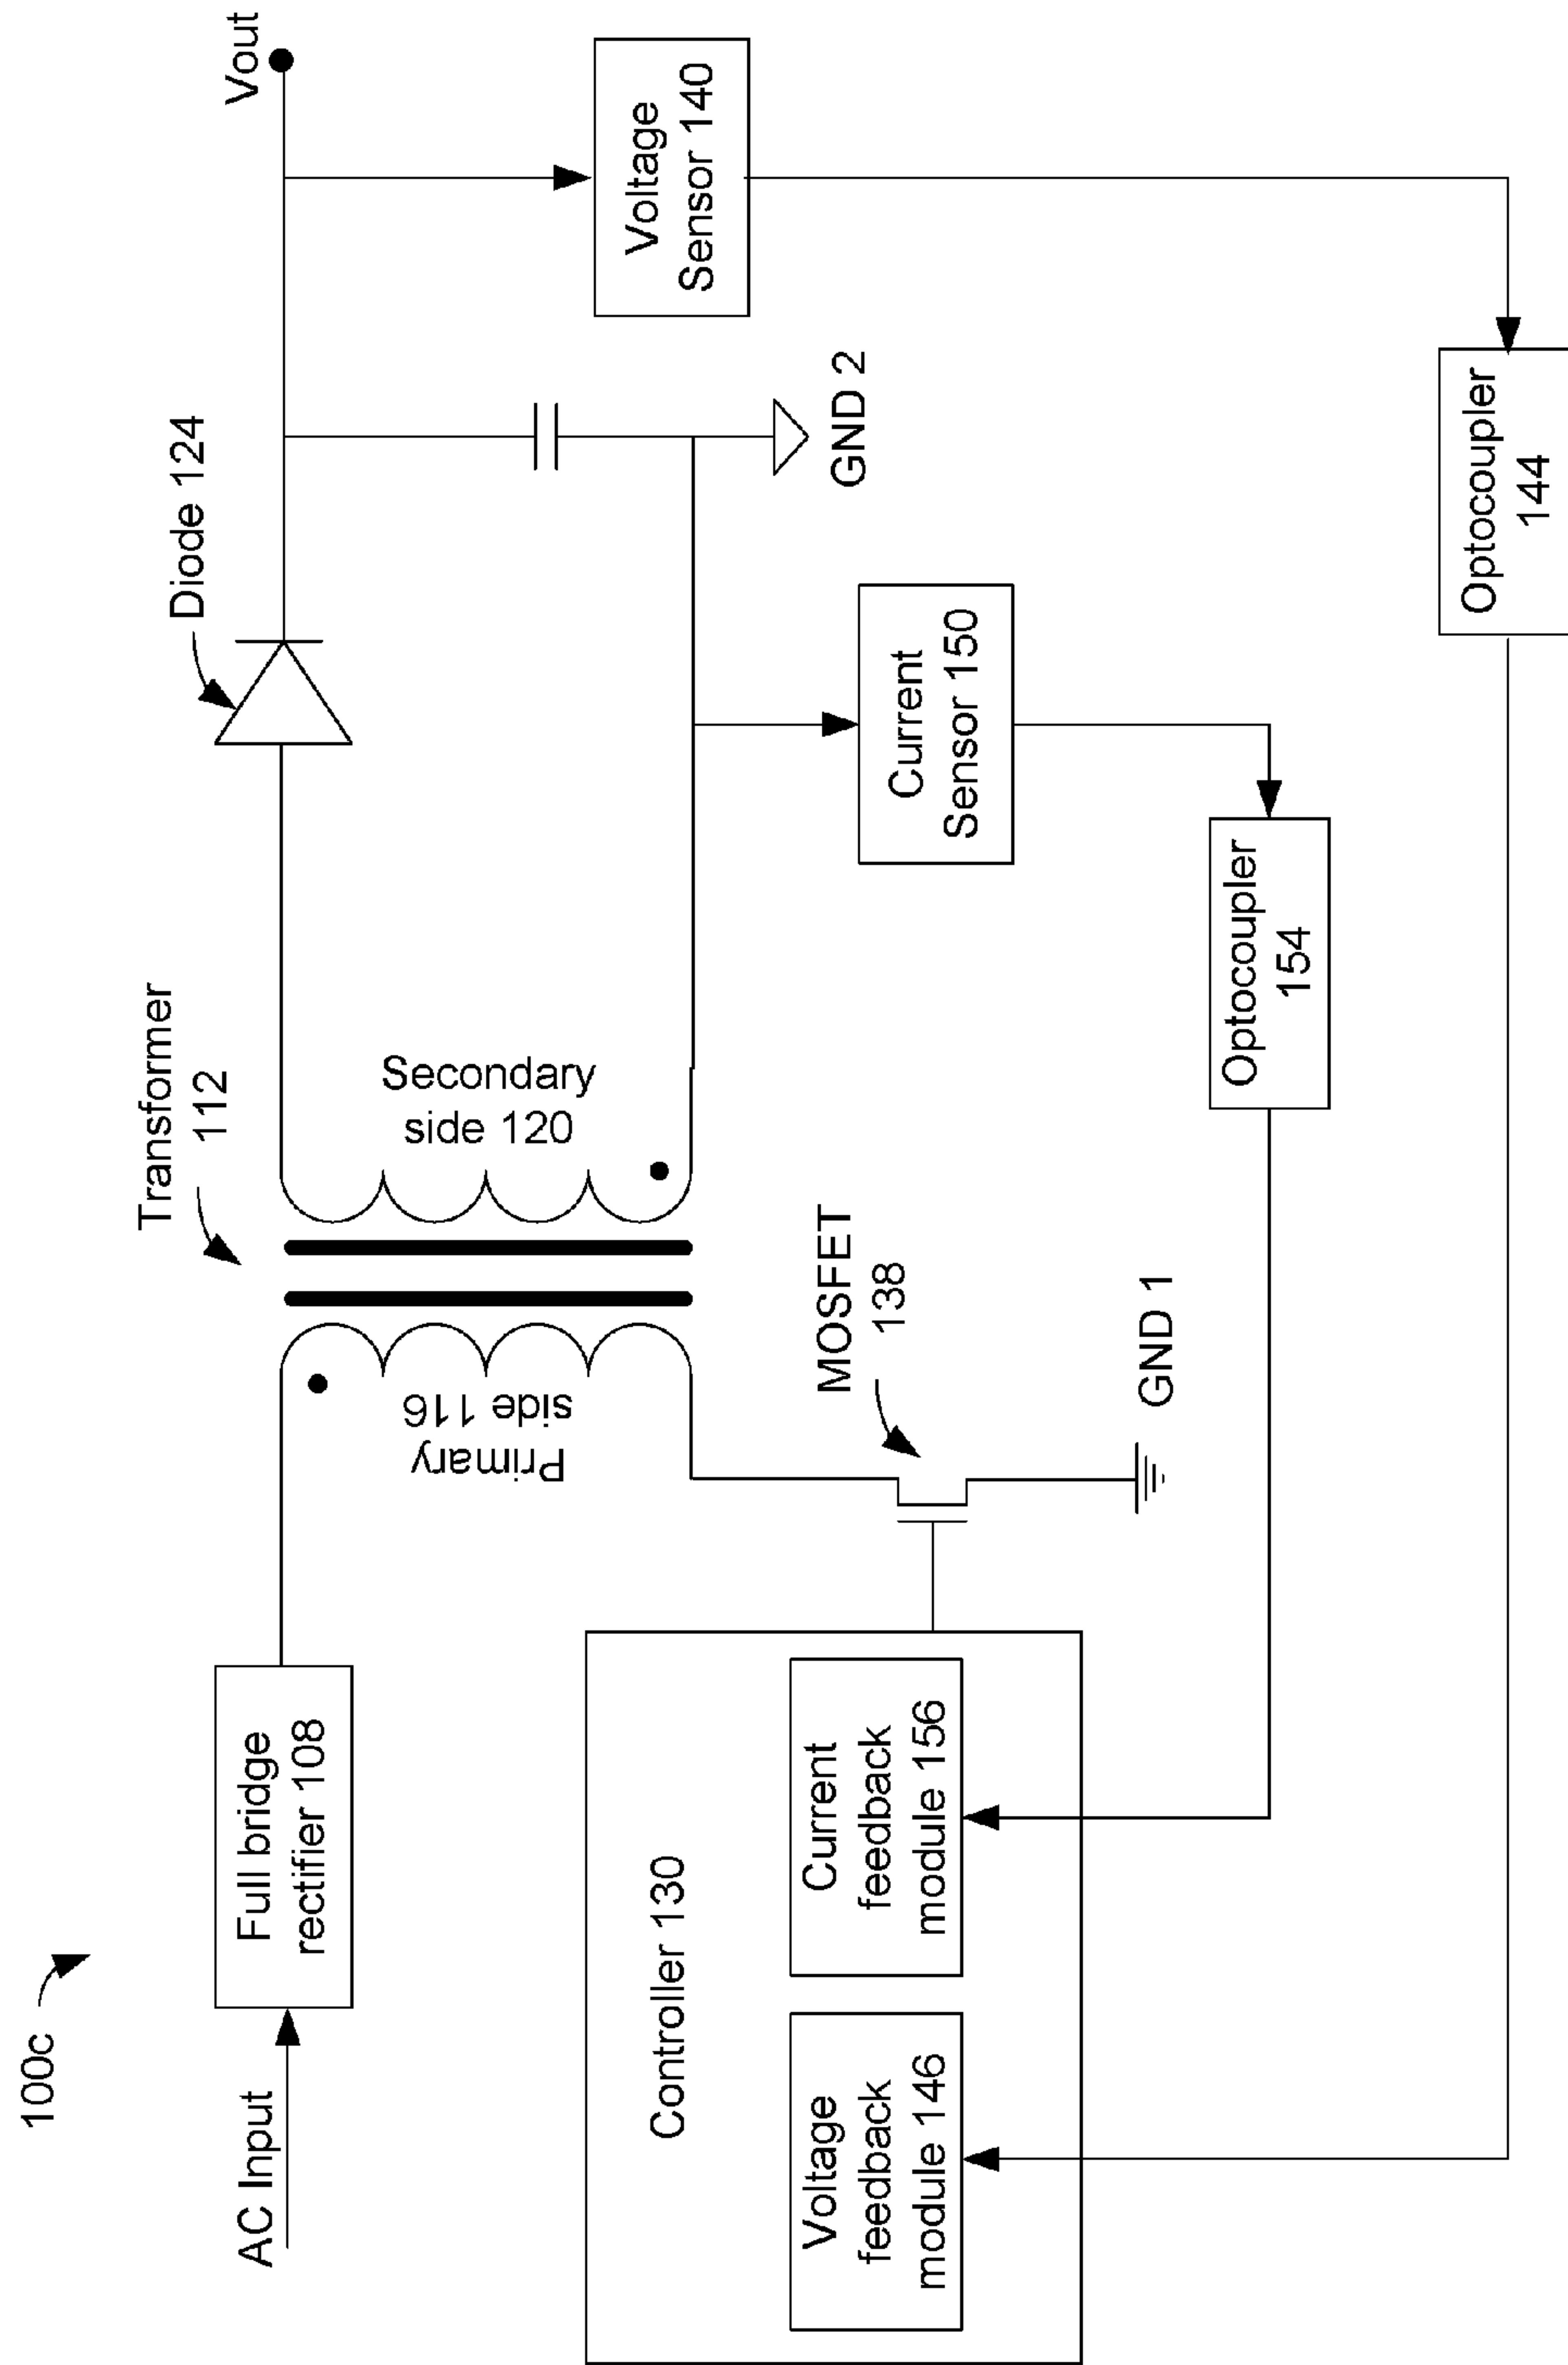 100c
AC Input
Full bridge
rectifier 108
Transformer
112
Diode 124
Vout
Primary
side 116
Secondary
side 120
Voltage
Sensor 140
GND 2
MOSFET
138
Current
Sensor 150
Controller 130
Voltage
feedback
module 146
Current
feedback
module 156
GND 1
Optocoupler
154
Optocoupler
144